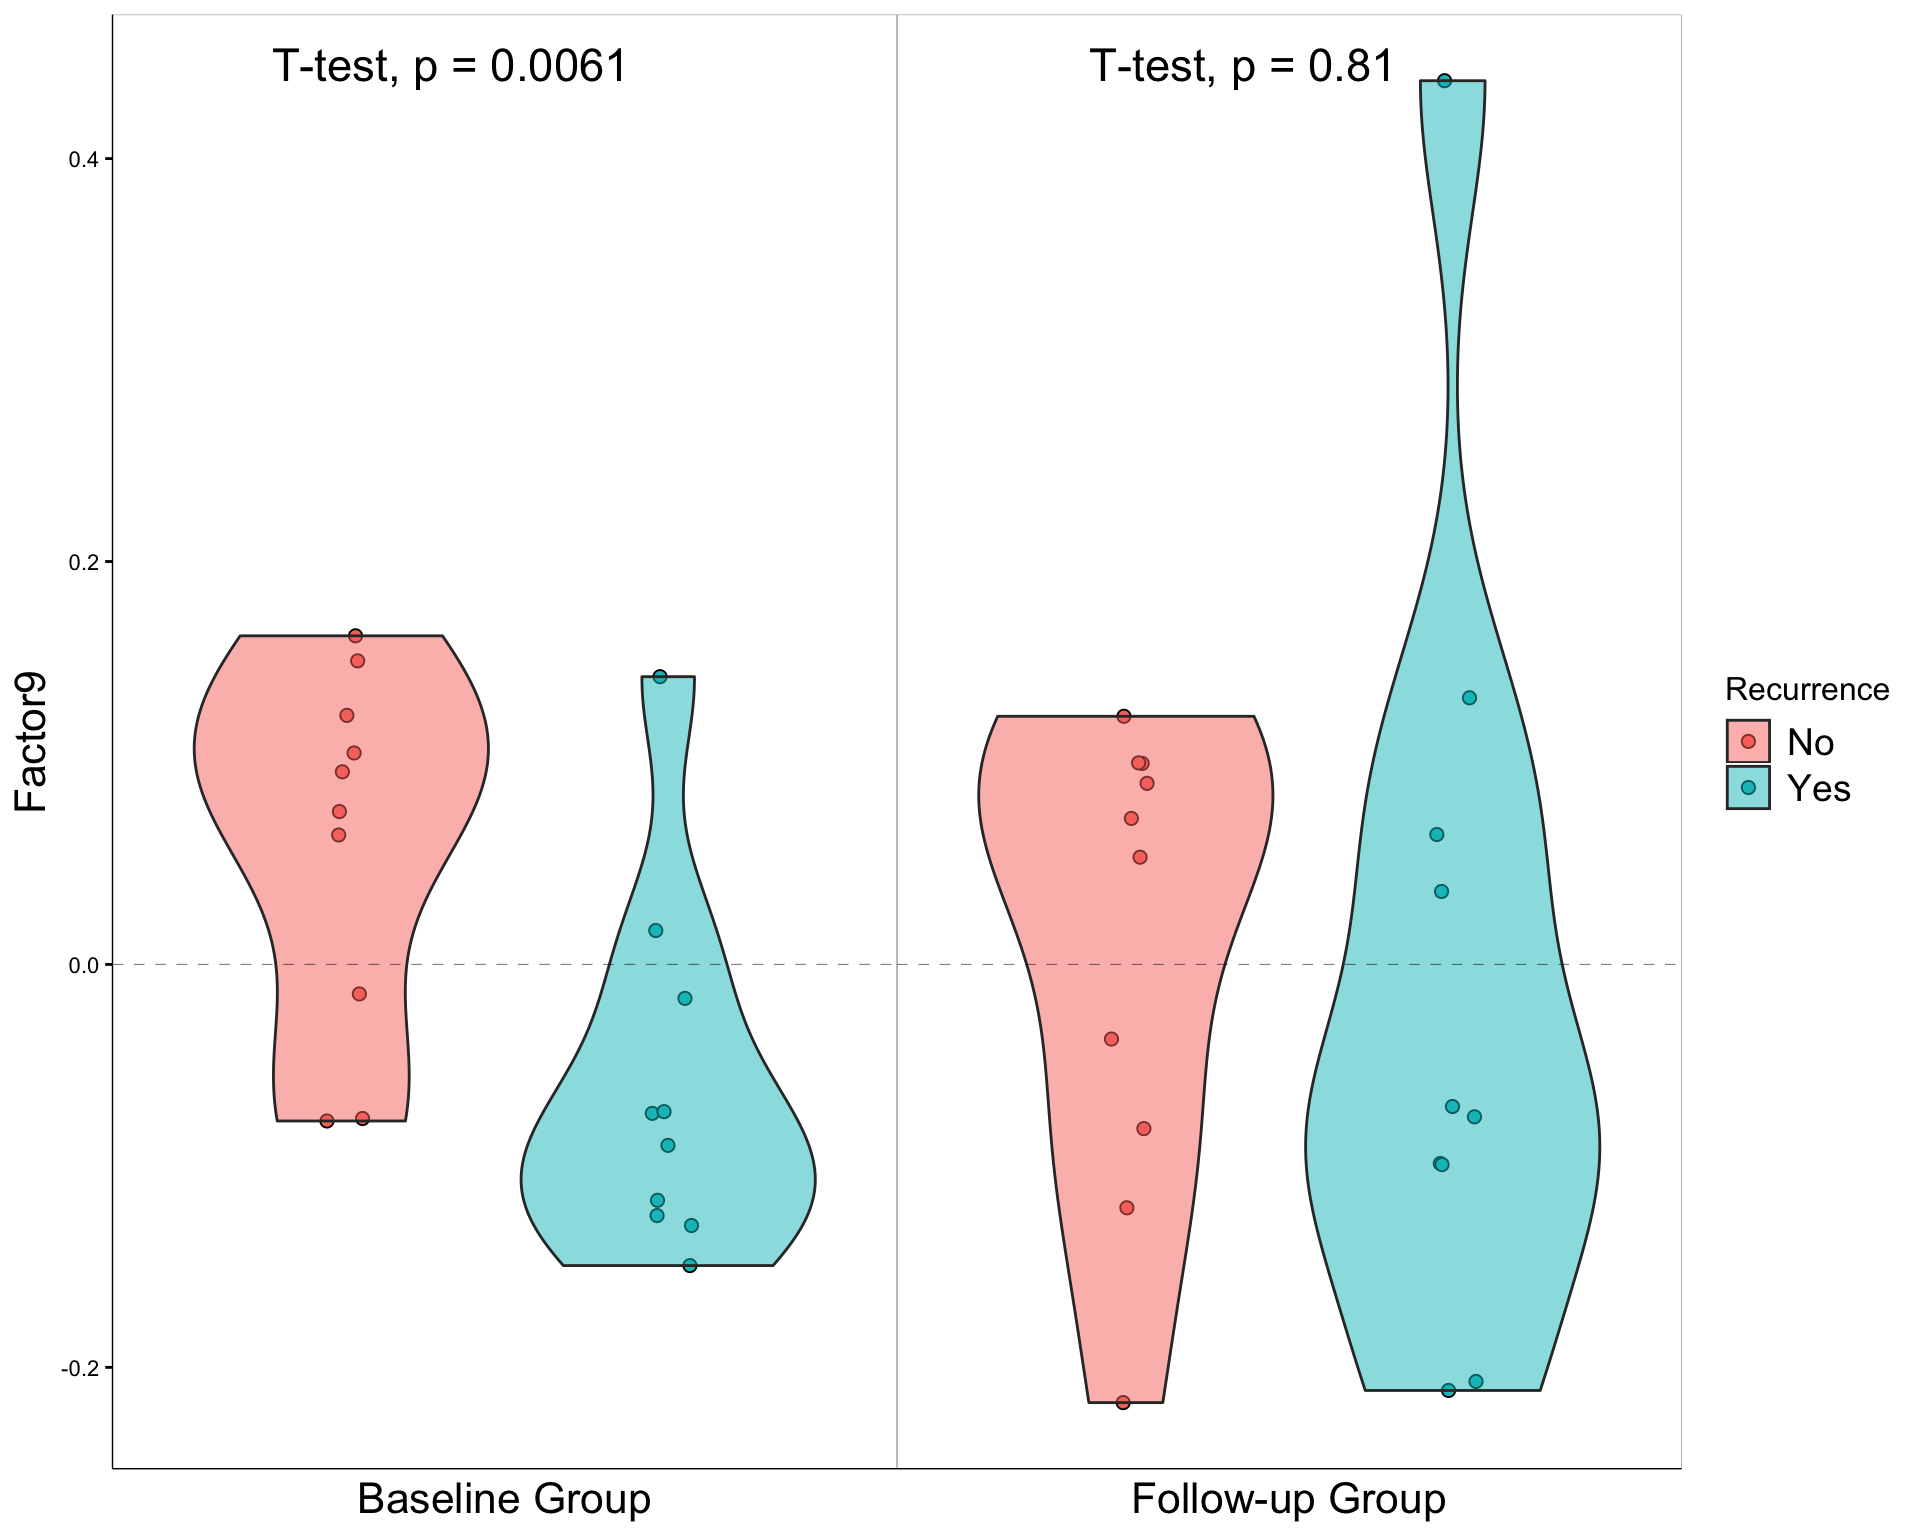 T-test, p = 0.0061
T-test, p = 0.81
0.4
0.2
0.0
-0.2
Factor9
Baseline Group
Follow-up Group
Recurrence
No
Yes